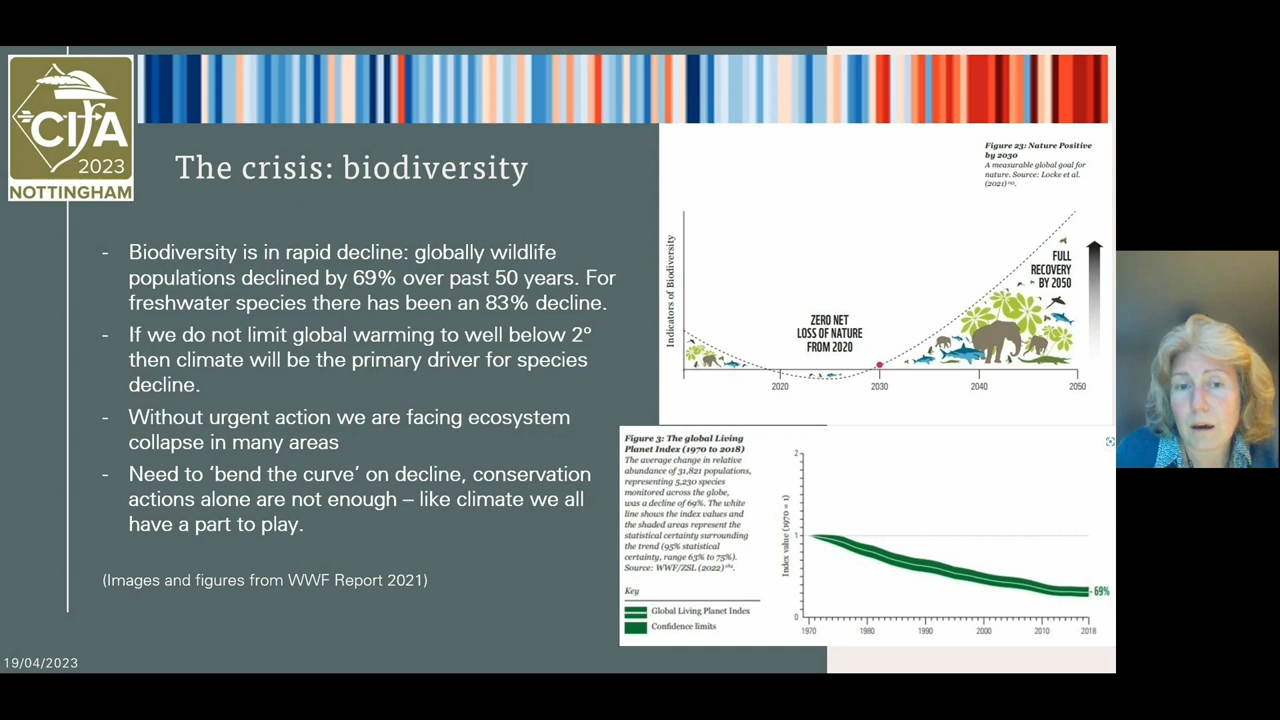 CIfA
2023
NOTTINGHAM
The crisis: biodiversity
- Biodiversity is in rapid decline: globally wildlife
populations declined by 69% over past 50 years. For
freshwater species there has been an 83% decline.
- If we do not limit global warming to well below 2°
then climate will be the primary driver for species
decline.
- Without urgent action we are facing ecosystem
collapse in many areas
- Need to ‘bend the curve’ on decline, conservation
actions alone are not enough – like climate we all
have a part to play.
(Images and figures from WWF Report 2021)
19/04/2023
Figure 23: Nature Positive
by 2030
A measurable global goal for
nature. Source: Locke et al.
(2021)
Indicators of Biodiversity
ZERO NET
LOSS OF NATURE
FROM 2020
FULL
RECOVERY
BY 2050
2020 2030 2040 2050
Figure 3: The global Living
Planet Index (1970 to 2018)
The average change in relative
abundance of 31,821 populations,
representing 5,230 species
monitored across the globe,
was a decline of 69%. The white
line shows the index values and
the shaded areas represent the
statistical certainty surrounding
the trend (95% statistical
certainty, range 63% to 75%).
Source: WWF/ZSL (2022)
Key
Global Living Planet Index
Confidence limits
Index value (1970 = 1)
2
1
0
-69%
1970 1980 1990 2000 2010 2018